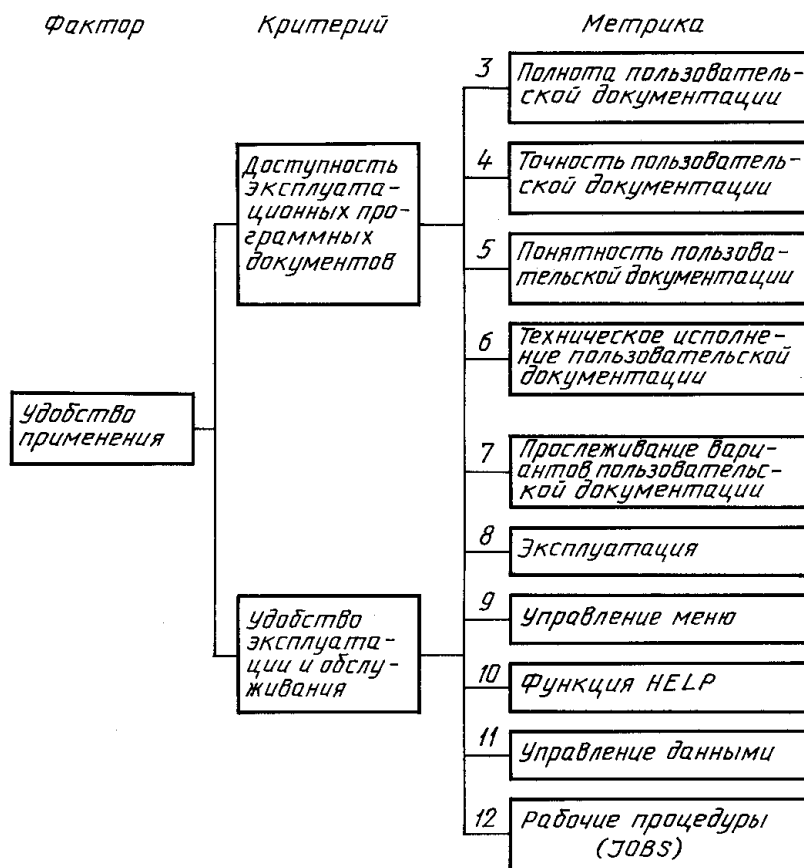 Фактор Критерий Метрика
3
Полнота пользователь-
ской документации
Доступность
эксплуата-
ционных про-
граммных
документов
4
Точность пользователь-
ской документации
5
Понятность пользова-
тельской документации
6
Техническое исполне-
ние пользовательской
документации
Удобство
применения
7
Прослеживание вари-
антов пользовательс-
кой документации
8
Эксплуатация
Удобство
эксплуата-
ции и обслу-
живания
9
Управление меню
10
Функция HELP
11
Управление данными
12
Рабочие процедуры
(JOBS)